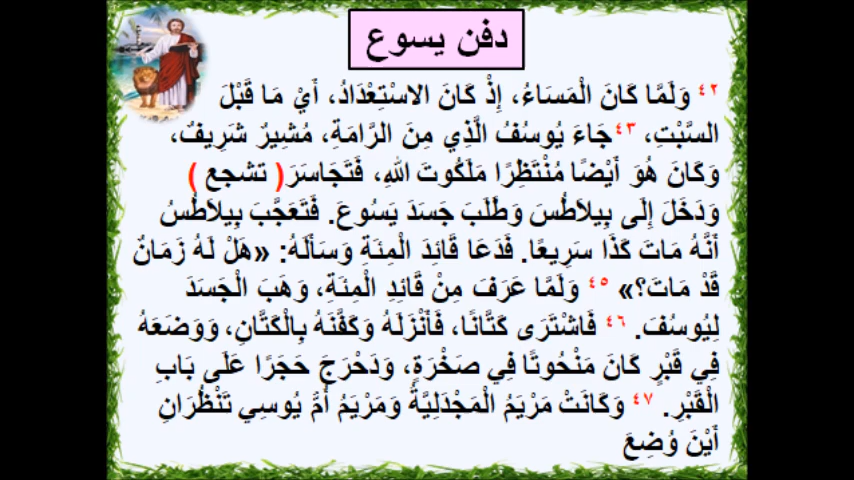 دفن يسوع
٤٢ وَلَمَّا كَانَ الْمَسَاءُ، إِذْ كَانَ الاسْتِعْدَادُ، أَيْ مَا قَبْلَ
السَّبْتِ، ٤٣ جَاءَ يُوسُفُ الَّذِي مِنَ الرَّامَةِ، مُشِيرٌ شَرِيفٌ،
وَكَانَ هُوَ أَيْضًا مُنْتَظِرًا مَلَكُوتَ اللهِ، فَتَجَاسَرَ( تشجع )
وَدَخَلَ إِلَى بِيلاَطُسَ وَطَلَبَ جَسَدَ يَسُوعَ. فَتَعَجَّبَ بِيلاَطُسُ
أَنَّهُ مَاتَ كَذَا سَرِيعًا. فَدَعَا قَائِدَ الْمِئَةِ وَسَأَلَهُ: «هَلْ لَهُ زَمَانٌ
قَدْ مَاتَ؟» ٤٥ وَلَمَّا عَرَفَ مِنْ قَائِدِ الْمِئَةِ، وَهَبَ الْجَسَدَ
لِيُوسُفَ. ٤٦ فَاشْتَرَى كَتَّانًا، فَأَنْزَلَهُ وَكَفَّنَهُ بِالْكَتَّانِ، وَوَضَعَهُ
فِي قَبْرٍ كَانَ مَنْحُوتًا فِي صَخْرَةٍ، وَدَحْرَجَ حَجَرًا عَلَى بَابِ
الْقَبْرِ. ٤٧ وَكَانَتْ مَرْيَمُ الْمَجْدَلِيَّةُ وَمَرْيَمُ أُمُّ يُوسِي تَنْظُرَانِ
أَيْنَ وُضِعَ